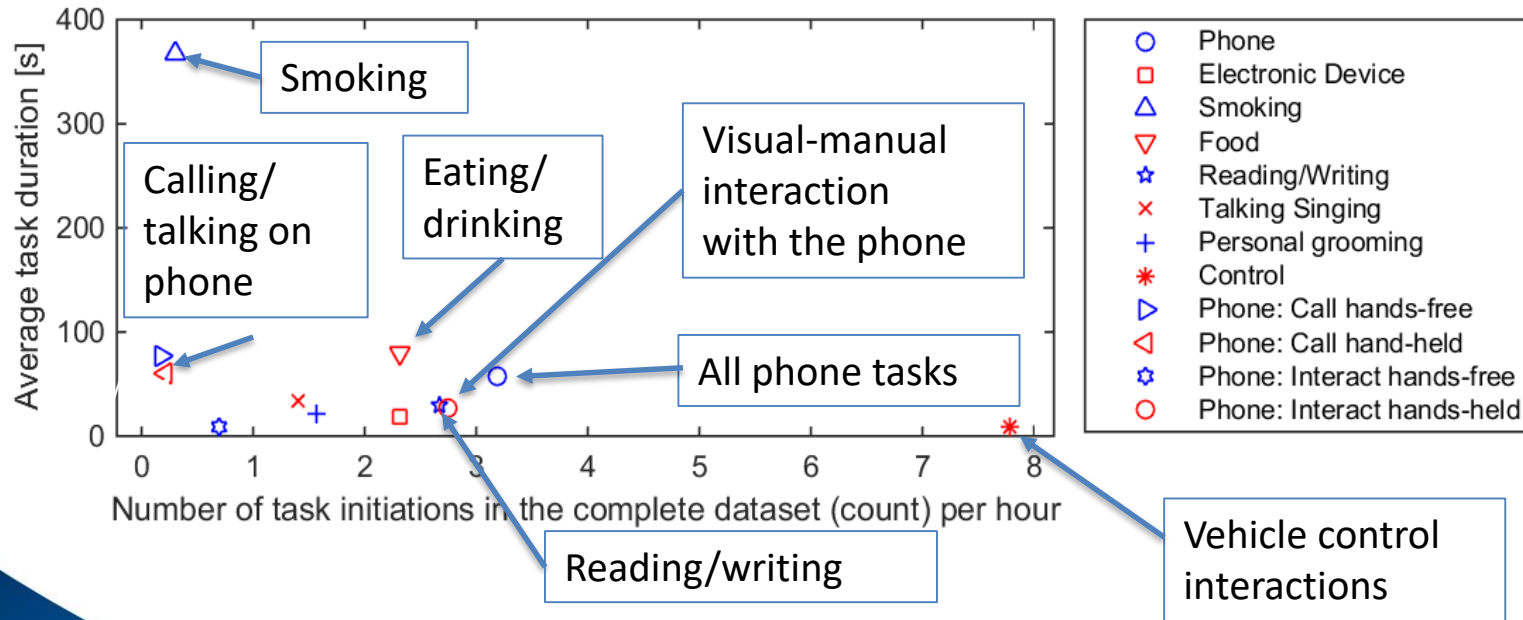 Average task duration [s]
400
300
200
100
0
0 1 2 3 4 5 6 7 8
Number of task initiations in the complete dataset (count) per hour
Smoking
Calling/
talking on
phone
Eating/
drinking
Visual-manual
interaction
with the phone
All phone tasks
Reading/writing
Vehicle control
interactions
Phone
Electronic Device
Smoking
Food
Reading/Writing
Talking Singing
Personal grooming
Control
Phone: Call hands-free
Phone: Call hand-held
Phone: Interact hands-free
Phone: Interact hands-held